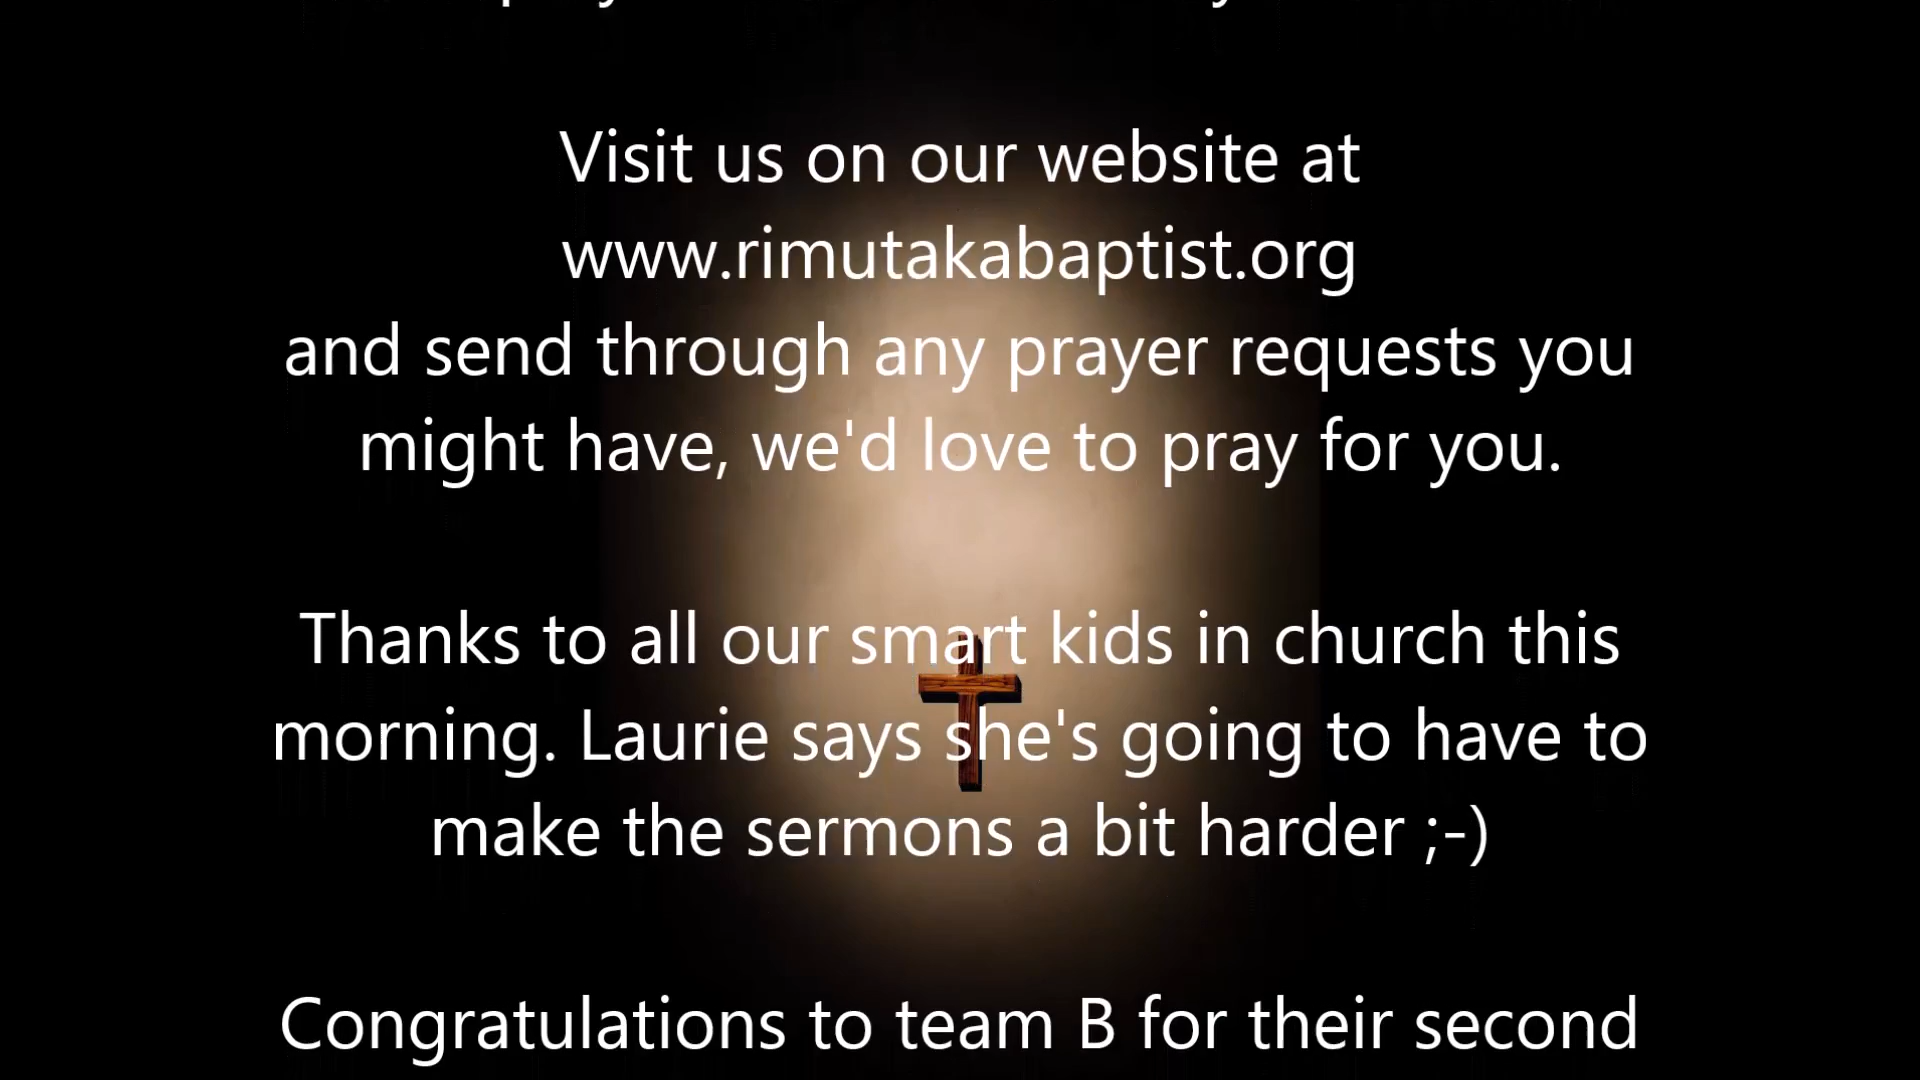 Visit us on our website at
www.rimutakabaptist.org
and send through any prayer requests you
might have, we'd love to pray for you.
Thanks to all our smart kids in church this
morning. Laurie says she's going to have to
make the sermons a bit harder ;-)
Congratulations to team B for their second